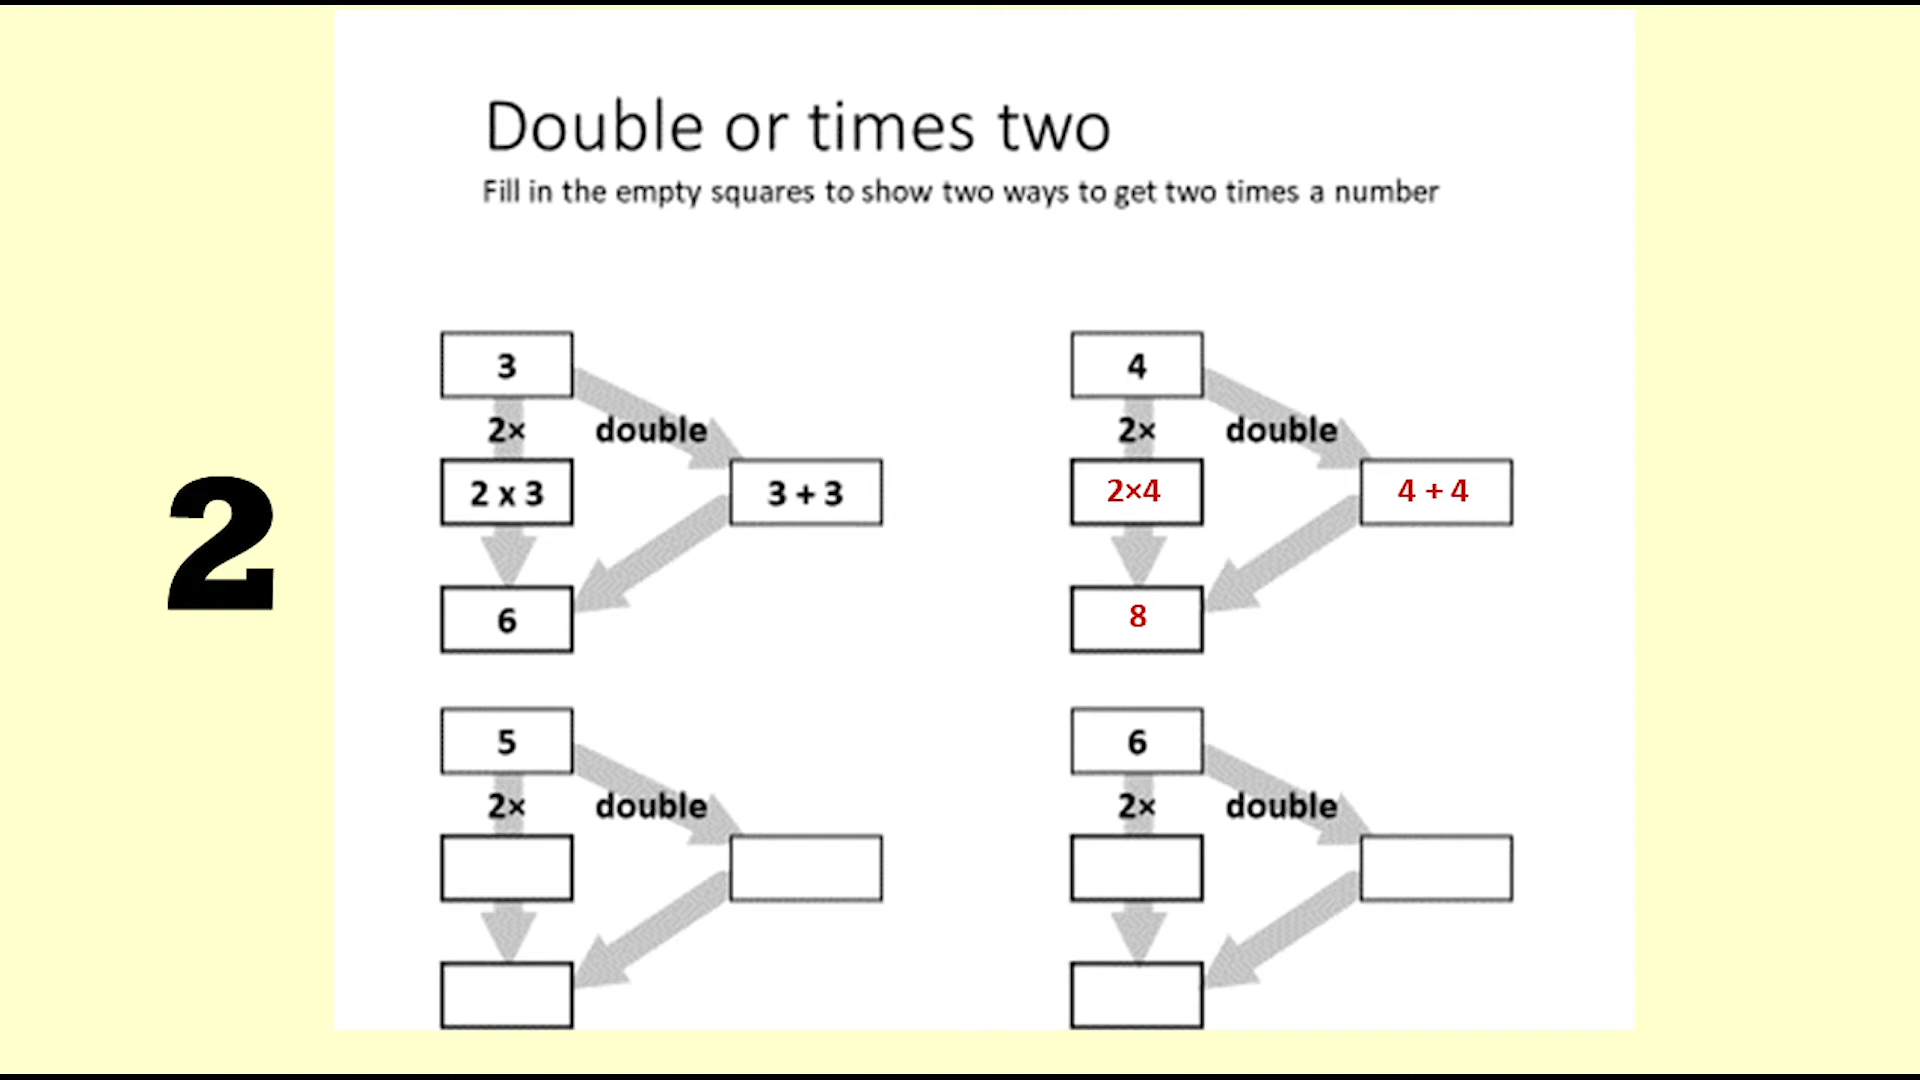 Double or times two
Fill in the empty squares to show two ways to get two times a number
2
3
2× double
2 x 3 3 + 3
6
4
2× double
2×4 4 + 4
8
5
2× double
6
2× double